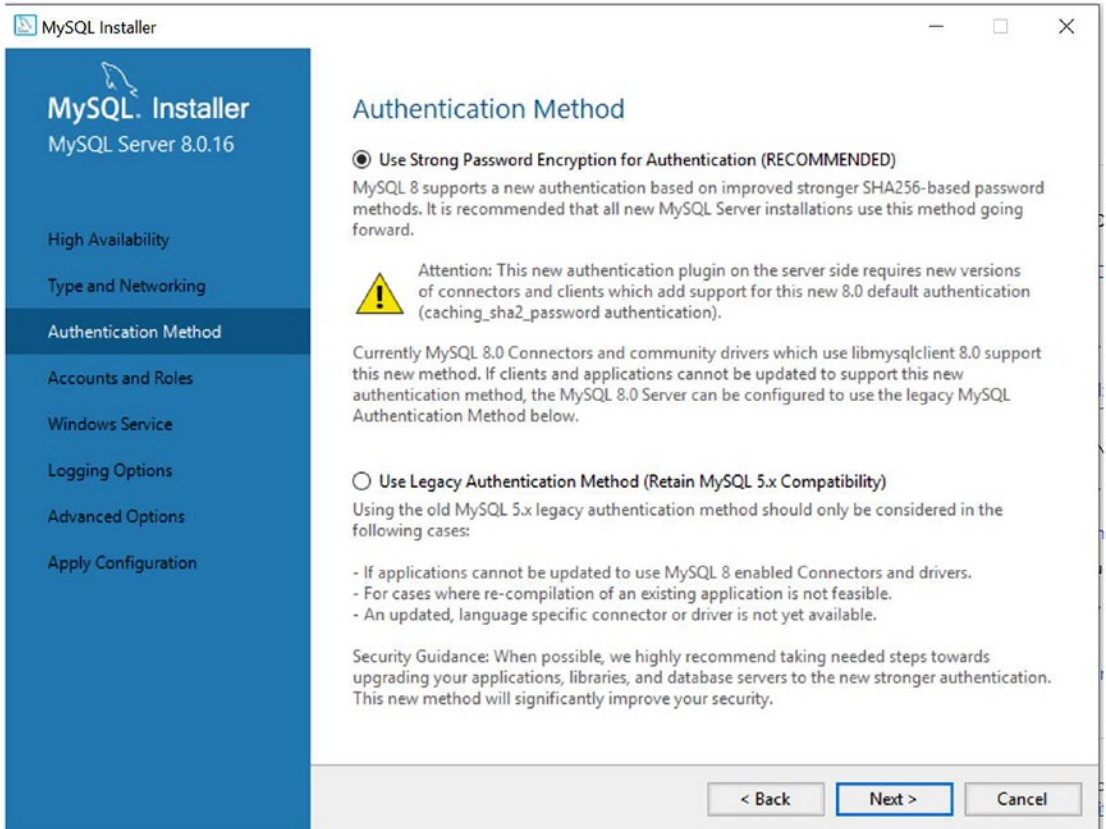 MySQL Installer
MySQL. Installer
MySQL Server 8.0.16
High Availability
Type and Networking
Authentication Method
Accounts and Roles
Windows Service
Logging Options
Advanced Options
Apply Configuration
Authentication Method
Use Strong Password Encryption for Authentication (RECOMMENDED)
MySQL 8 supports a new authentication based on improved stronger SHA256-based password
methods. It is recommended that all new MySQL Server installations use this method going
forward.
Attention: This new authentication plugin on the server side requires new versions
of connectors and clients which add support for this new 8.0 default authentication
(caching_sha2_password authentication).
Currently MySQL 8.0 Connectors and community drivers which use libmysqlclient 8.0 support
this new method. If clients and applications cannot be updated to support this new
authentication method, the MySQL 8.0 Server can be configured to use the legacy MySQL
Authentication Method below.
Use Legacy Authentication Method (Retain MySQL 5.x Compatibility)
Using the old MySQL 5.x legacy authentication method should only be considered in the
following cases:
- If applications cannot be updated to use MySQL 8 enabled Connectors and drivers.
- For cases where re-compilation of an existing application is not feasible.
- An updated, language specific connector or driver is not yet available.
Security Guidance: When possible, we highly recommend taking needed steps towards
upgrading your applications, libraries, and database servers to the new stronger authentication.
This new method will significantly improve your security.
< Back
Next >
Cancel